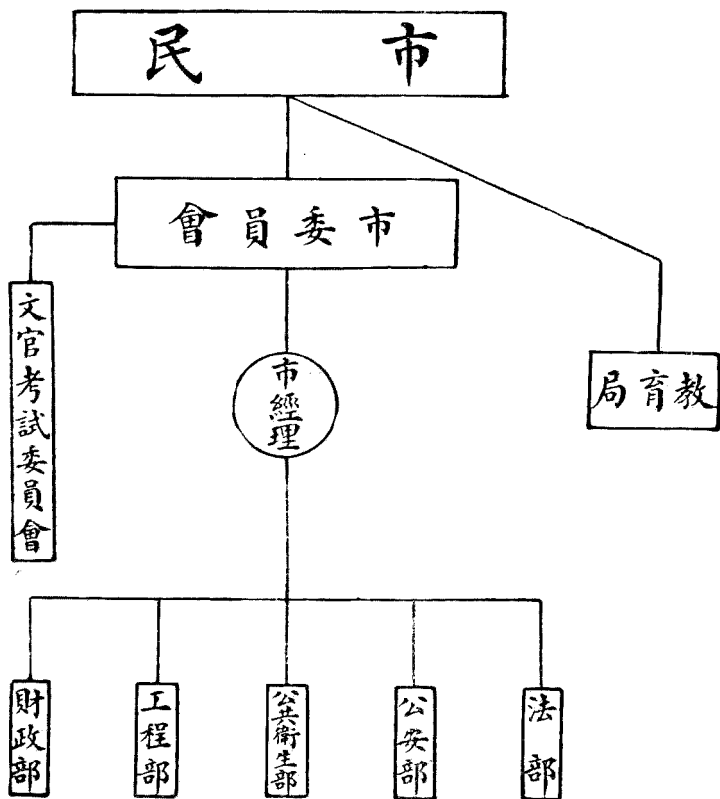 市民
市委員會
文官考試委員會
市經理
教育局
法部
公安部
公共衛生部
工程部
財政部